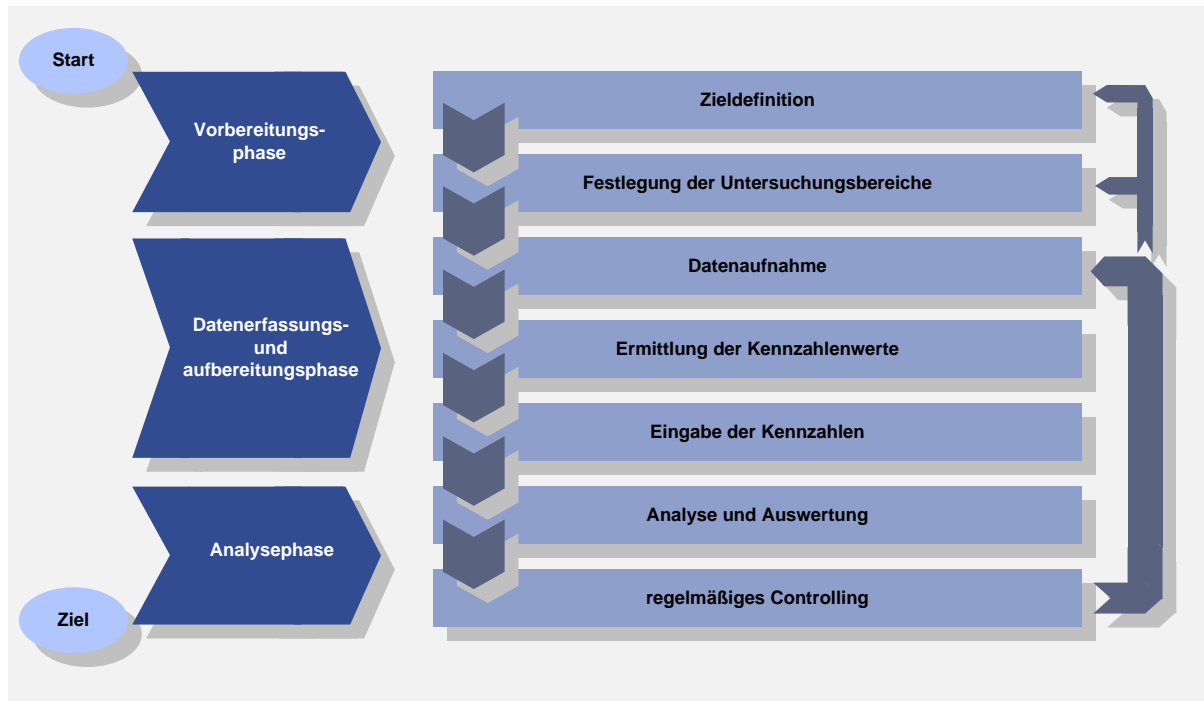 Start
Vorbereitungs-
phase
Datenerfassungs-
und
aufbereitungsphase
Analysephase
Ziel
Zieldefinition
Festlegung der Untersuchungsbereiche
Datenaufnahme
Ermittlung der Kennzahlenwerte
Eingabe der Kennzahlen
Analyse und Auswertung
regelmäßiges Controlling